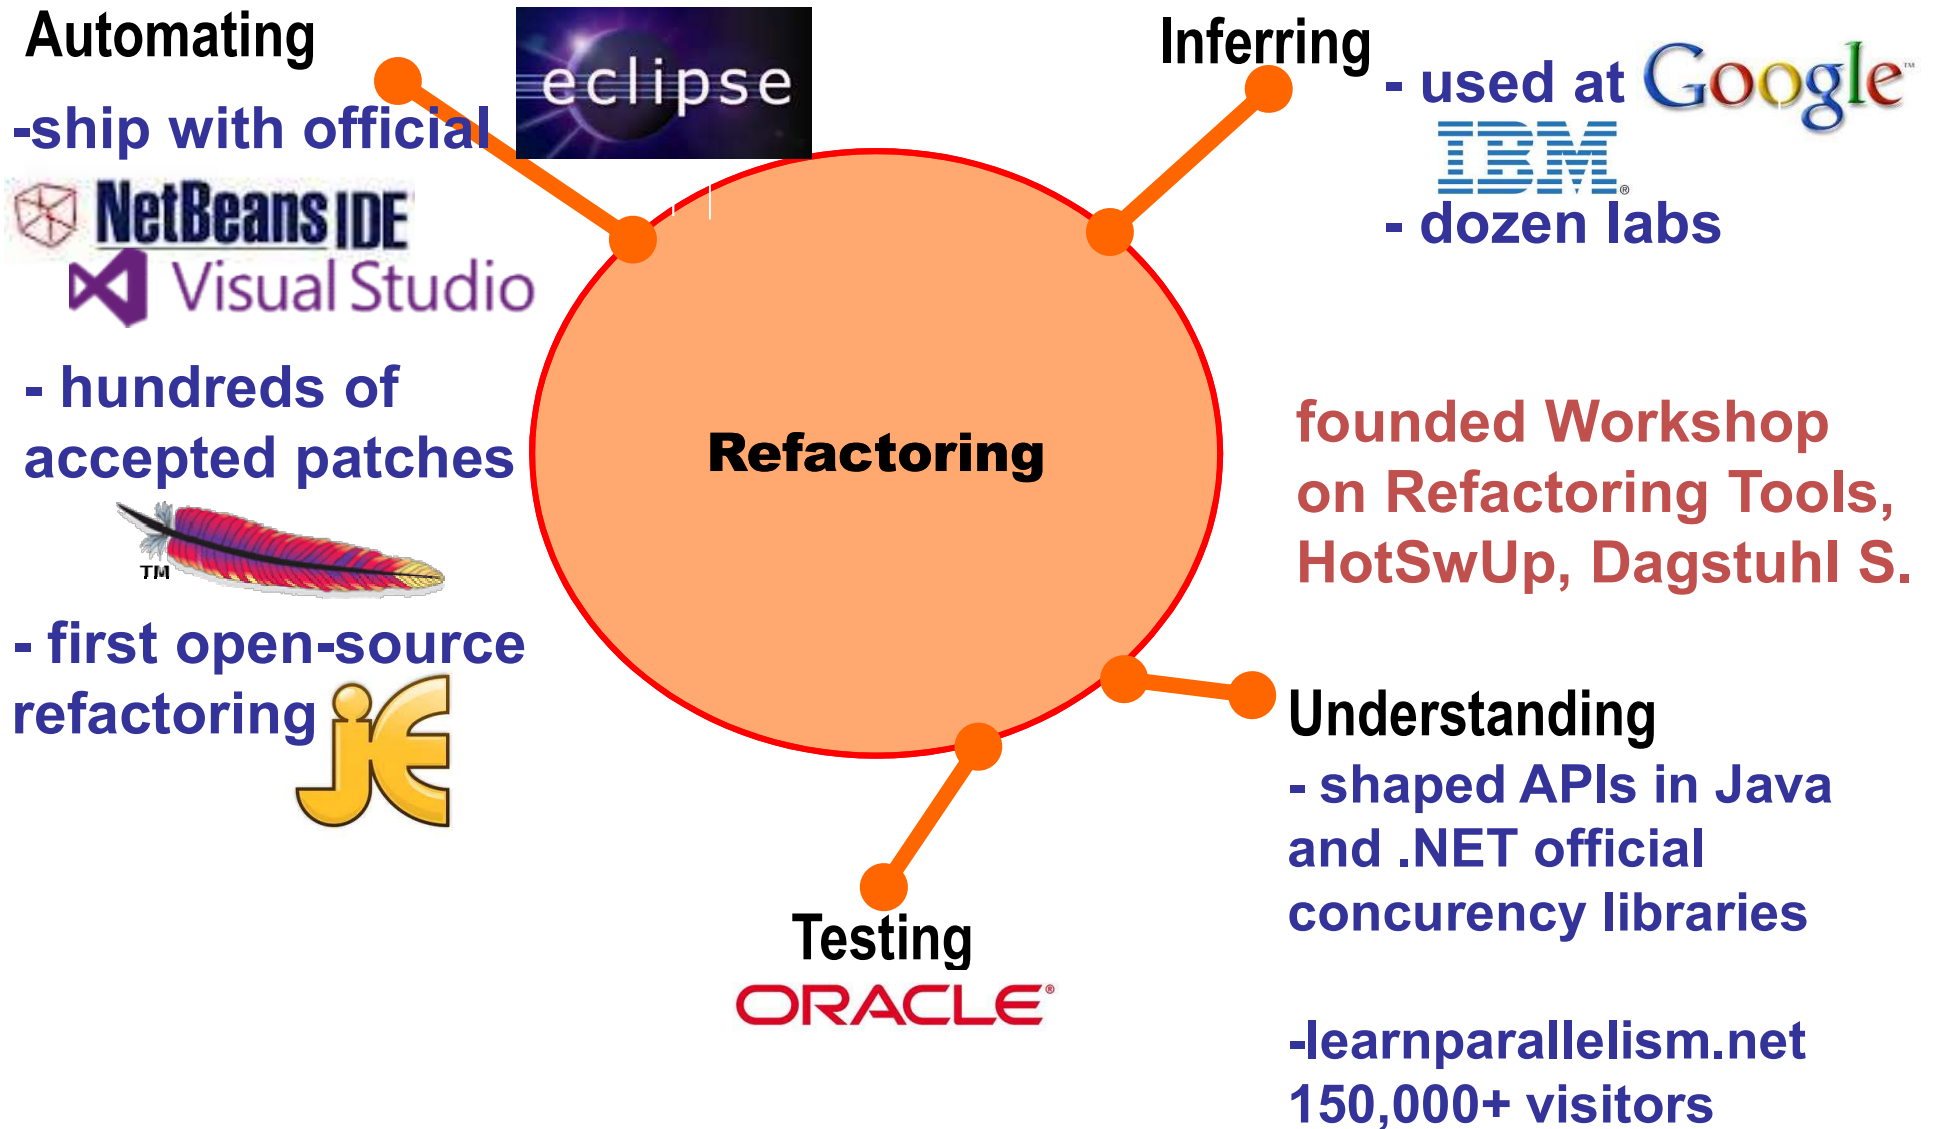 Automating
-ship with official
eclipse
NetBeans IDE
Visual Studio
- hundreds of
accepted patches
TM
- first open-source
refactoring
jE
Refactoring
Inferring
- used at Google™
IBM®
- dozen labs
founded Workshop
on Refactoring Tools,
HotSwUp, Dagstuhl S.
Understanding
- shaped APIs in Java
and .NET official
concurency libraries
-learnparallelism.net
150,000+ visitors
Testing
ORACLE®